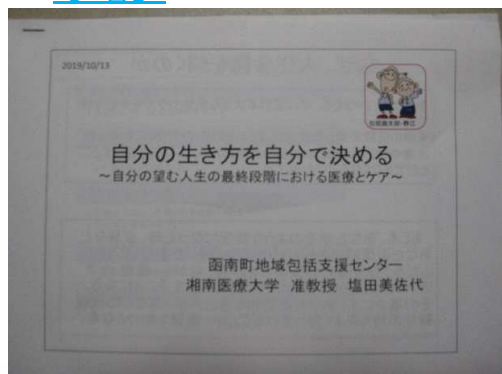 2019/10/13
自分の生き方を自分で決める
～自分の望む人生の最終段階における医療とケア～
函南町地域包括支援センター
湘南医療大学 准教授 塩田美佐代